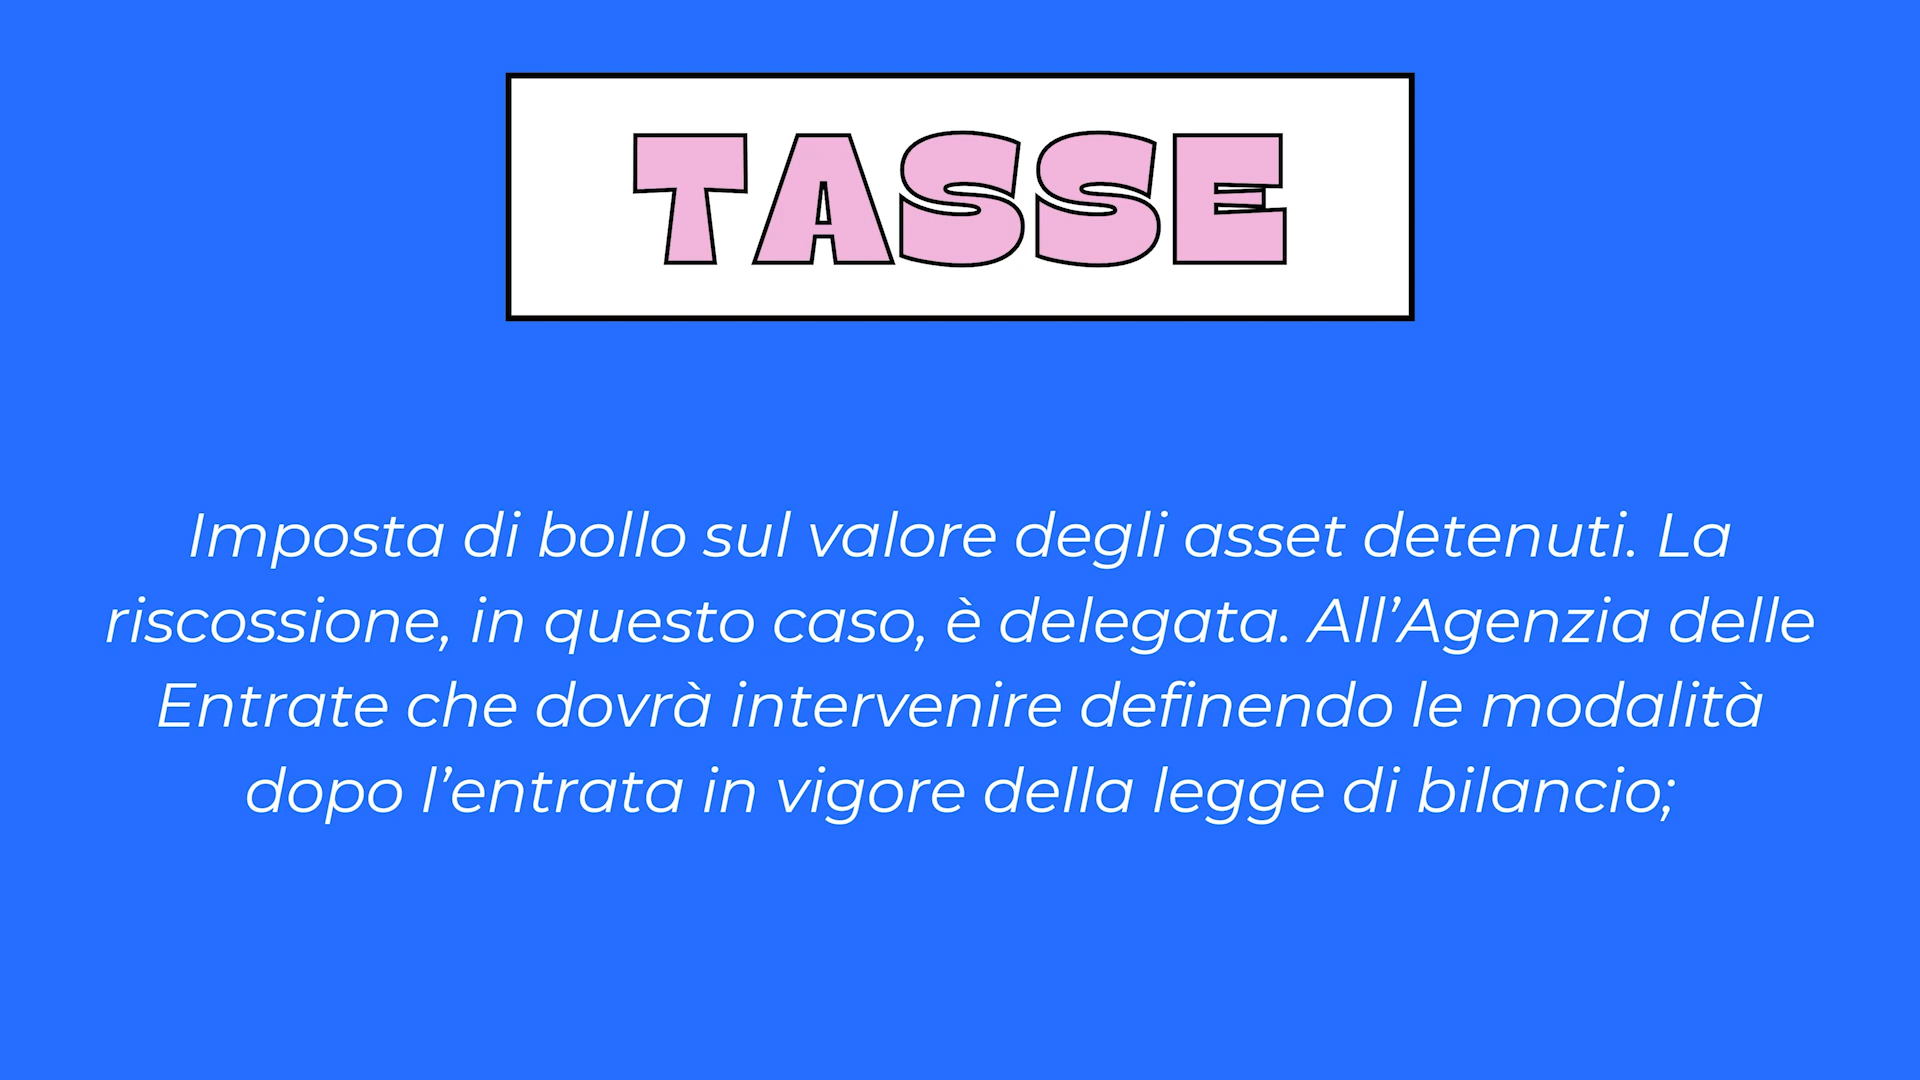 TASSE
Imposta di bollo sul valore degli asset detenuti. La
riscossione, in questo caso, è delegata. All’Agenzia delle
Entrate che dovrà intervenire definendo le modalità
dopo l’entrata in vigore della legge di bilancio;